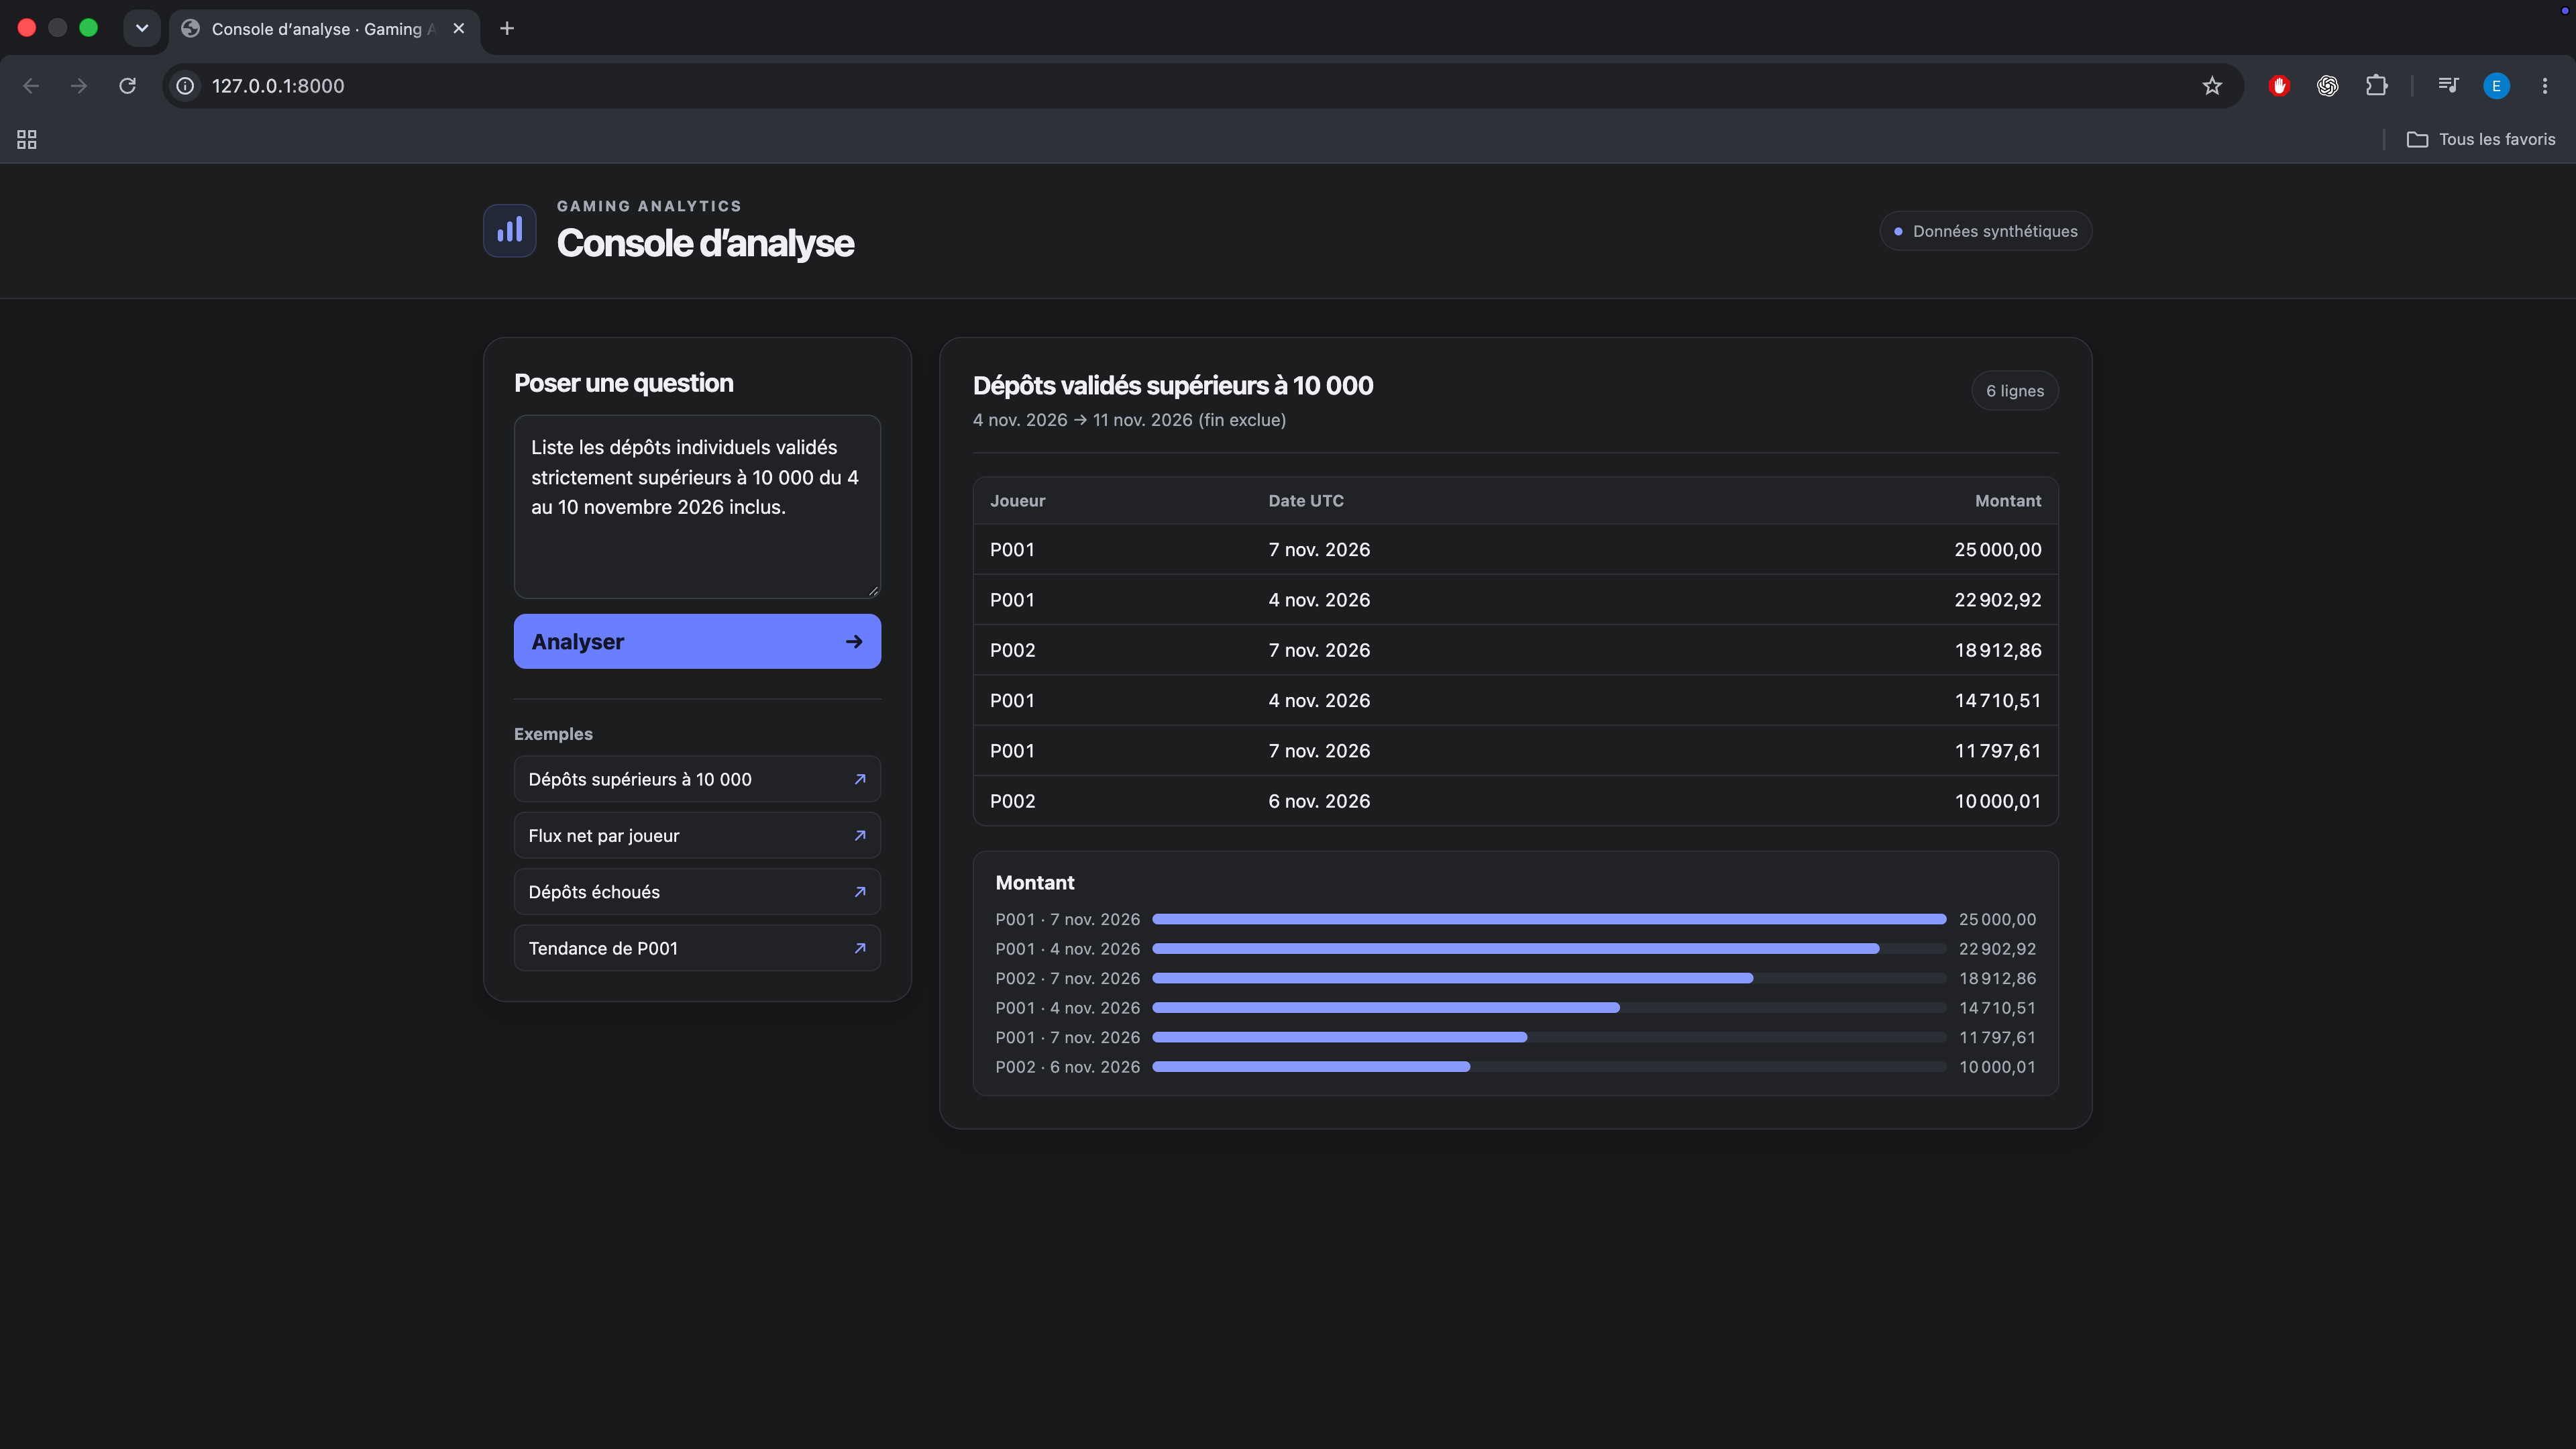 Console d’analyse · Gaming A
127.0.0.1:8000
E
Tous les favoris
GAMING ANALYTICS
Console d’analyse
Données synthétiques
Poser une question
Liste les dépôts individuels validés
strictement supérieurs à 10 000 du 4
au 10 novembre 2026 inclus.
Analyser →
Exemples
Dépôts supérieurs à 10 000 ↗
Flux net par joueur ↗
Dépôts échoués ↗
Tendance de P001 ↗
Dépôts validés supérieurs à 10 000
6 lignes
4 nov. 2026 → 11 nov. 2026 (fin exclue)
Joueur Date UTC Montant
P001 7 nov. 2026 25 000,00
P001 4 nov. 2026 22 902,92
P002 7 nov. 2026 18 912,86
P001 4 nov. 2026 14 710,51
P001 7 nov. 2026 11 797,61
P002 6 nov. 2026 10 000,01
Montant
P001 · 7 nov. 2026 25 000,00
P001 · 4 nov. 2026 22 902,92
P002 · 7 nov. 2026 18 912,86
P001 · 4 nov. 2026 14 710,51
P001 · 7 nov. 2026 11 797,61
P002 · 6 nov. 2026 10 000,01